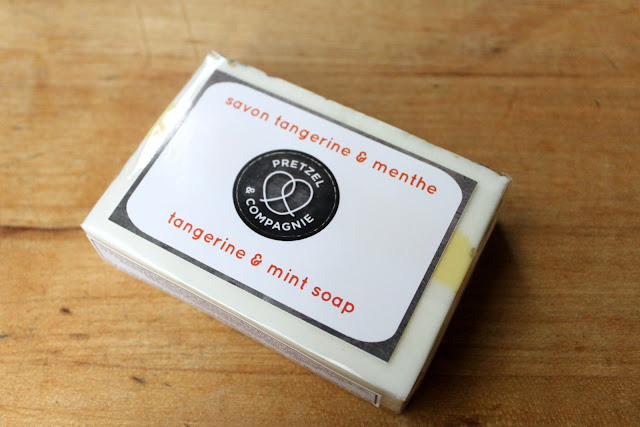 savon tangerine & menthe
PRETZEL
& COMPAGNIE
tangerine & mint soap